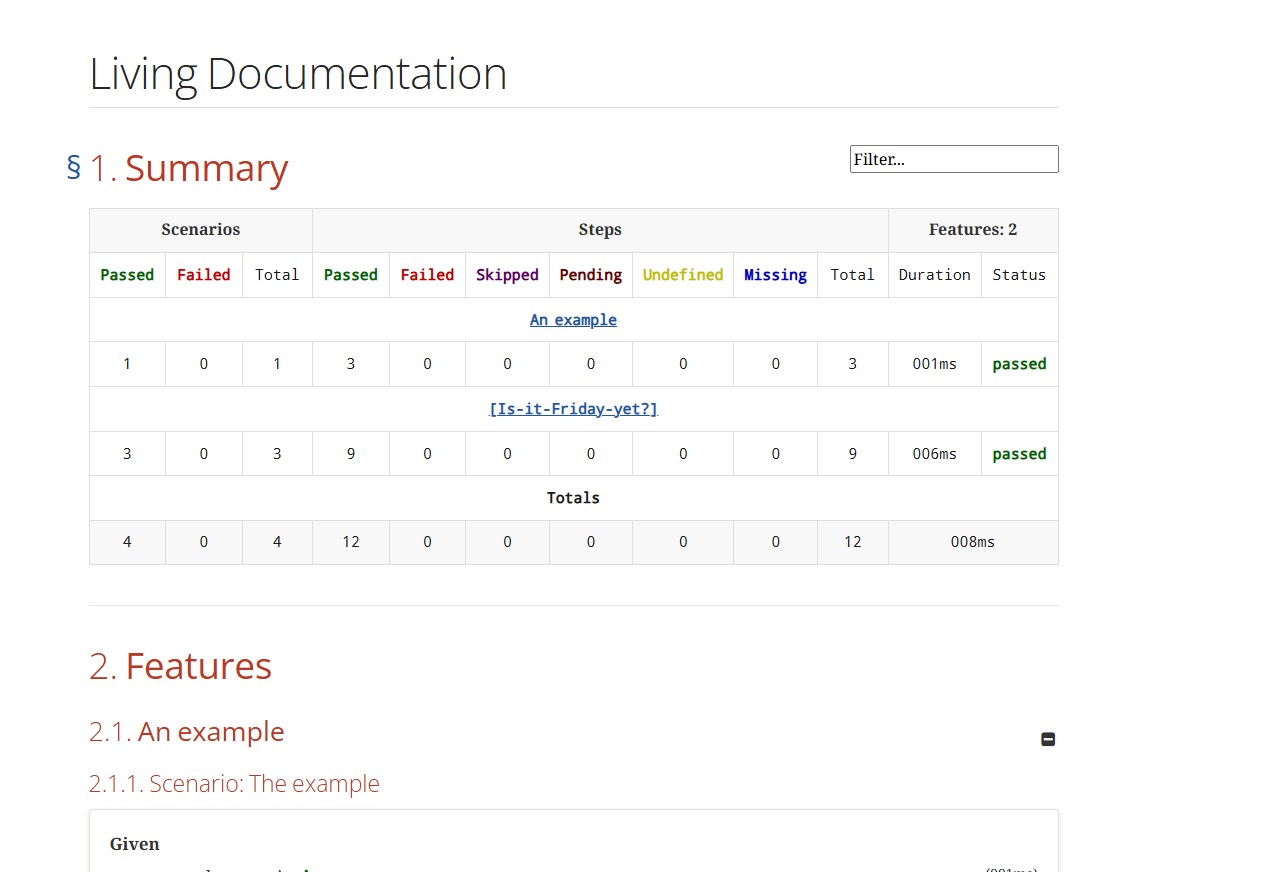 Living Documentation
§ 1. Summary
Filter...
Scenarios Steps Features: 2
Passed Failed Total Passed Failed Skipped Pending Undefined Missing Total Duration Status
An example
1 0 1 3 0 0 0 0 0 3 001ms passed
[Is-it-Friday-yet?]
3 0 3 9 0 0 0 0 0 9 006ms passed
Totals
4 0 4 12 0 0 0 0 0 12 008ms
2. Features
2.1. An example
2.1.1. Scenario: The example
Given